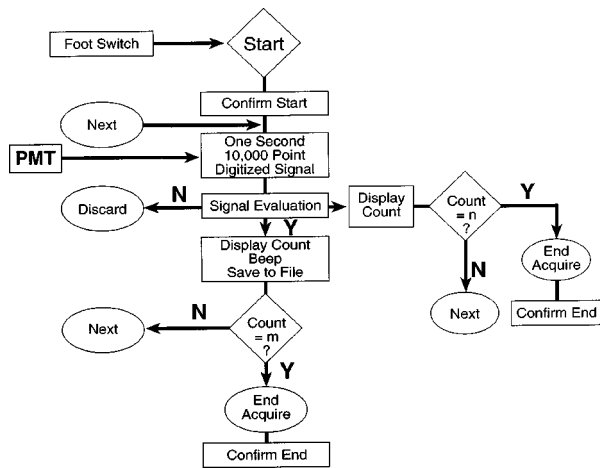 Foot Switch
Start
Confirm Start
Next
PMT
One Second
10,000 Point
Digitized Signal
N
Discard
Signal Evaluation
Y
Display
Count
Count
= n
?
Y
N
End
Acquire
Next
Confirm End
Display Count
Beep
Save to File
N
Next
Count
= m
?
Y
End
Acquire
Confirm End